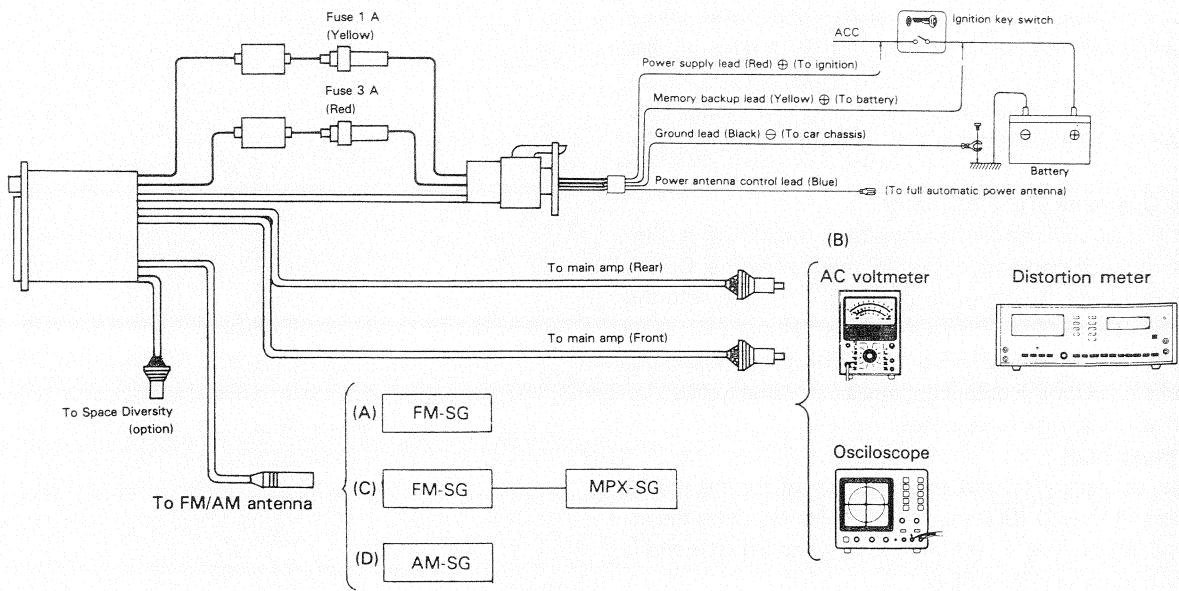 Fuse 1 A
(Yellow)
Fuse 3 A
(Red)
Ignition key switch
ACC
Power supply lead (Red) ⊕ (To ignition)
Memory backup lead (Yellow) ⊕ (To battery)
Ground lead (Black) ⊖ (To car chassis)
⊖ ⊕
Battery
Power antenna control lead (Blue)
(To full automatic power antenna)
(B)
To main amp (Rear)
AC voltmeter
Distortion meter
To main amp (Front)
To Space Diversity
(option)
(A) FM-SG
Osciloscope
(C) FM-SG MPX-SG
To FM/AM antenna
(D) AM-SG